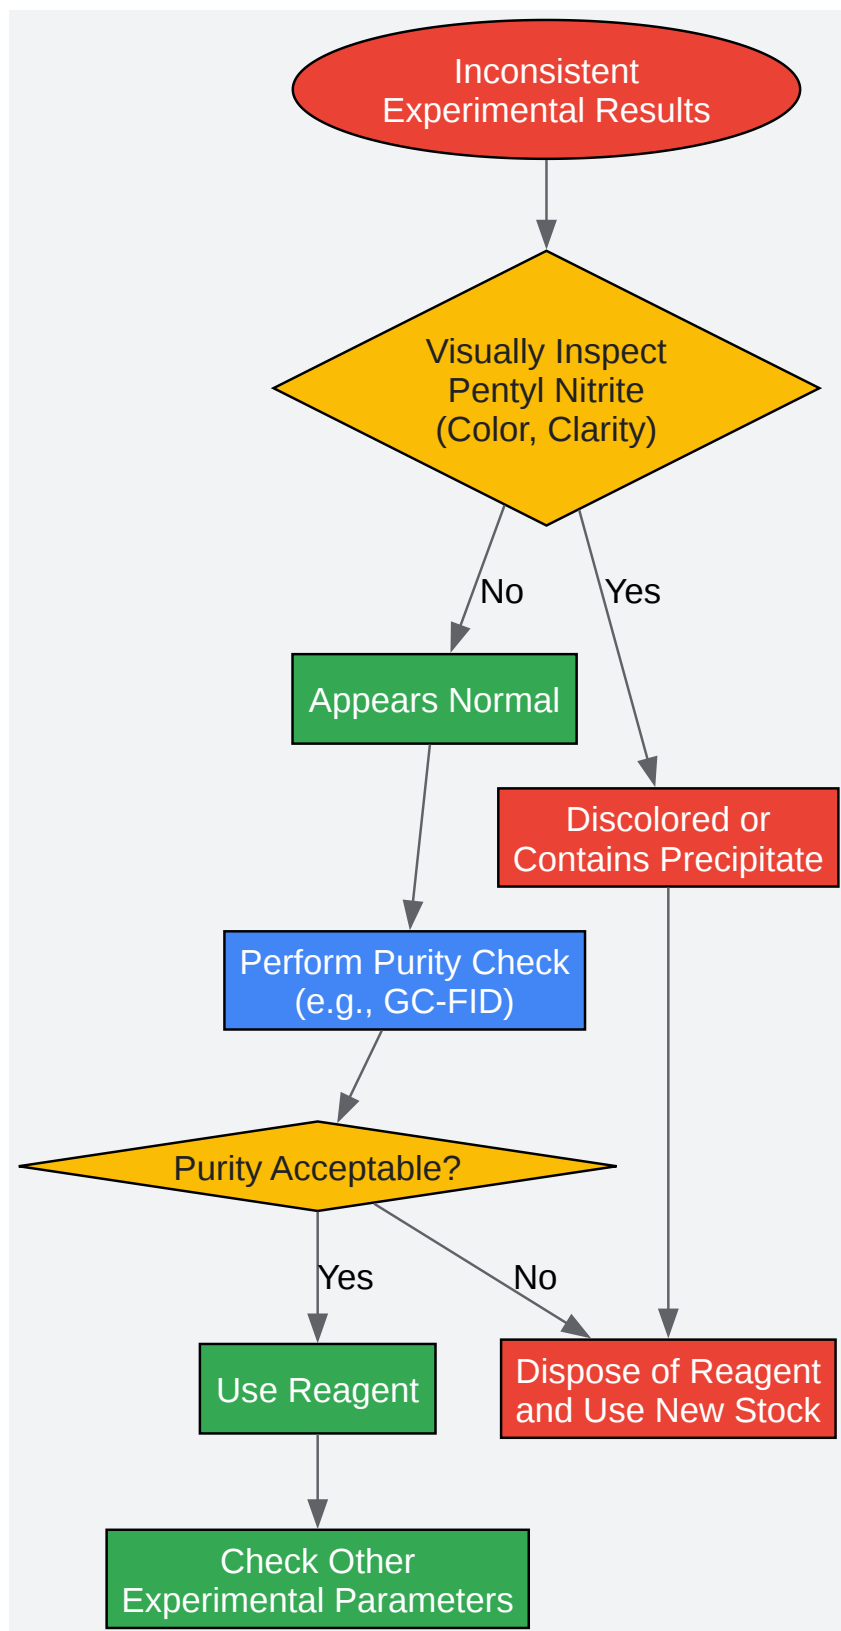 Inconsistent
Experimental Results
Visually Inspect
Pentyl Nitrite
(Color, Clarity)
No
Yes
Appears Normal
Discolored or
Contains Precipitate
Perform Purity Check
(e.g., GC-FID)
Purity Acceptable?
Yes
No
Use Reagent
Dispose of Reagent
and Use New Stock
Check Other
Experimental Parameters